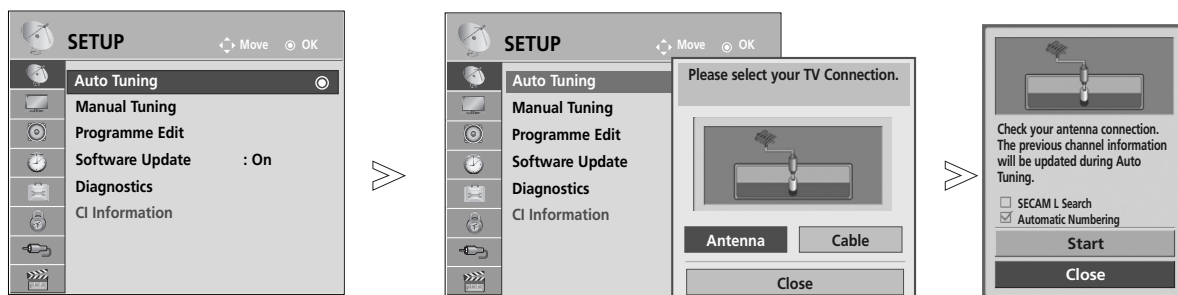 SETUP
Move OK
Auto Tuning
Manual Tuning
Programme Edit
Software Update : On
Diagnostics
CI Information
SETUP
Move OK
Auto Tuning
Manual Tuning
Programme Edit
Software Update
Diagnostics
CI Information
Please select your TV Connection.
Antenna Cable
Close
Check your antenna connection.
The previous channel information
will be updated during Auto
Tuning.
SECAM L Search
Automatic Numbering
Start
Close